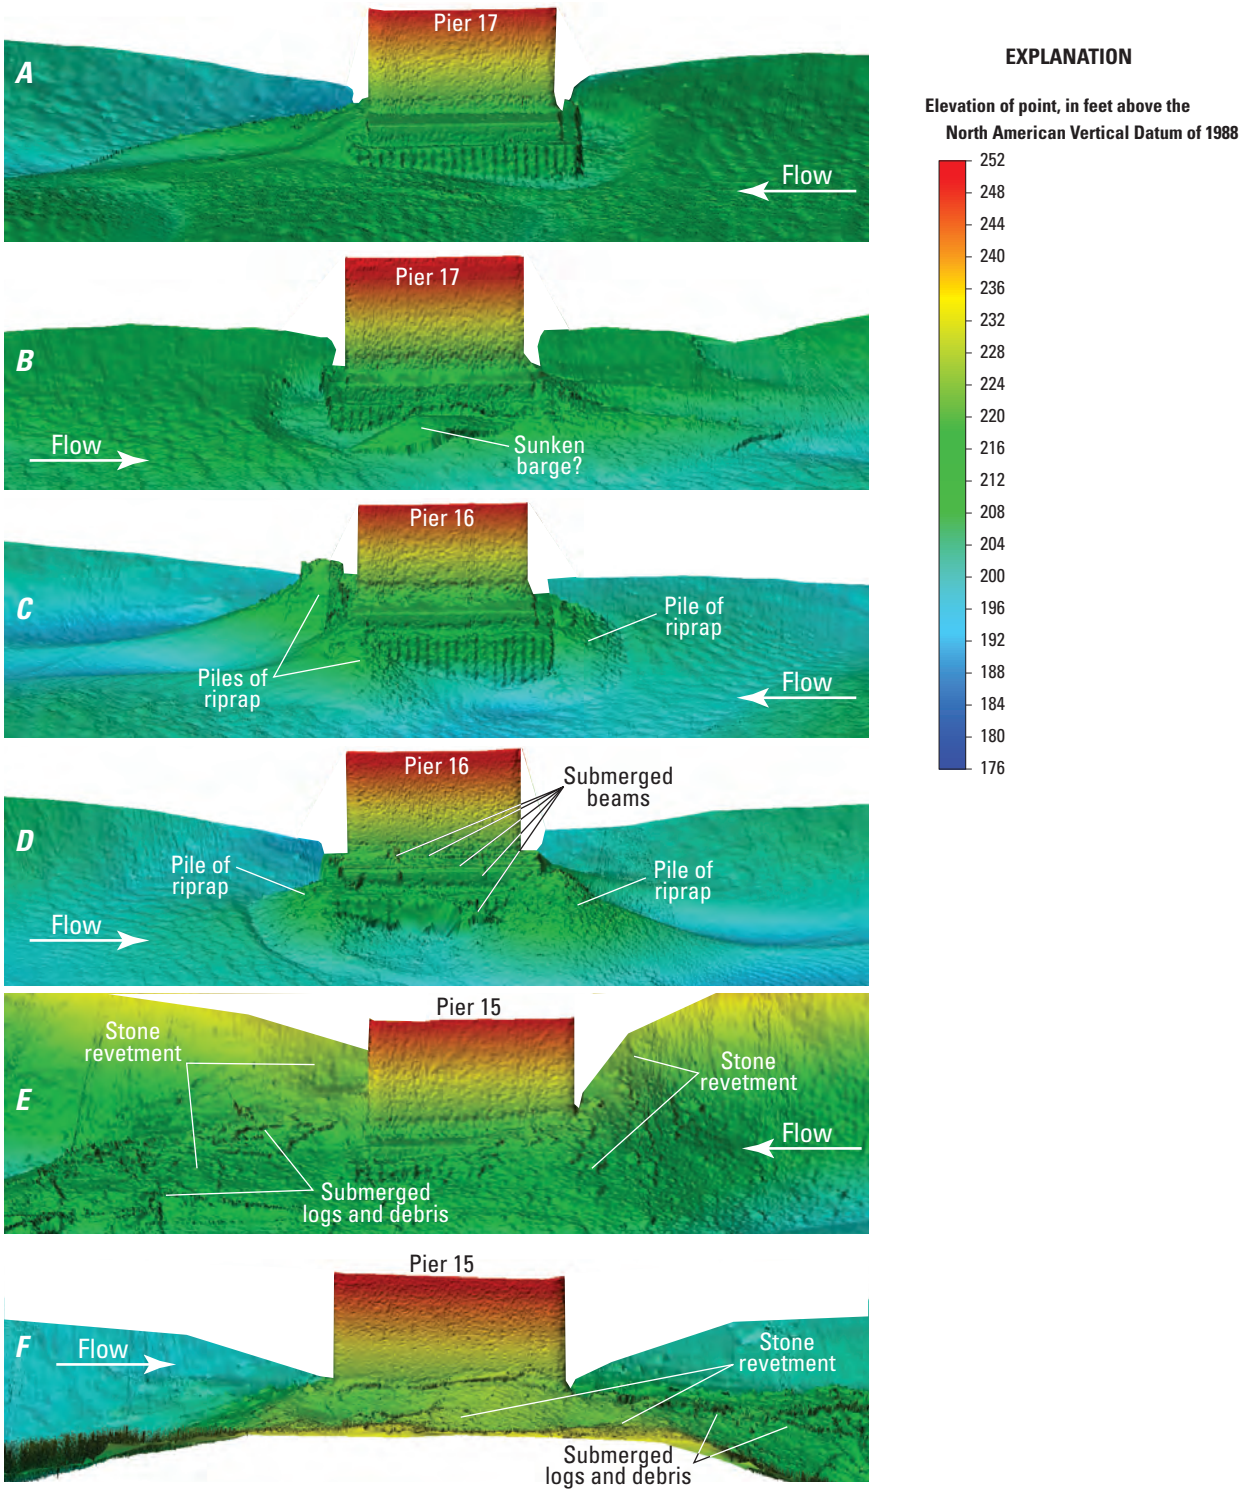 A
Pier 17
Flow
B
Pier 17
Flow
Sunken
barge?
C
Pier 16
Piles of
riprap
Pile of
riprap
Flow
D
Pier 16
Submerged
beams
Pile of
riprap
Pile of
riprap
Flow
E
Pier 15
Stone
revetment
Stone
revetment
Flow
Submerged
logs and debris
F
Pier 15
Flow
Stone
revetment
Submerged
logs and debris
EXPLANATION
Elevation of point, in feet above the
North American Vertical Datum of 1988
252
248
244
240
236
232
228
224
220
216
212
208
204
200
196
192
188
184
180
176